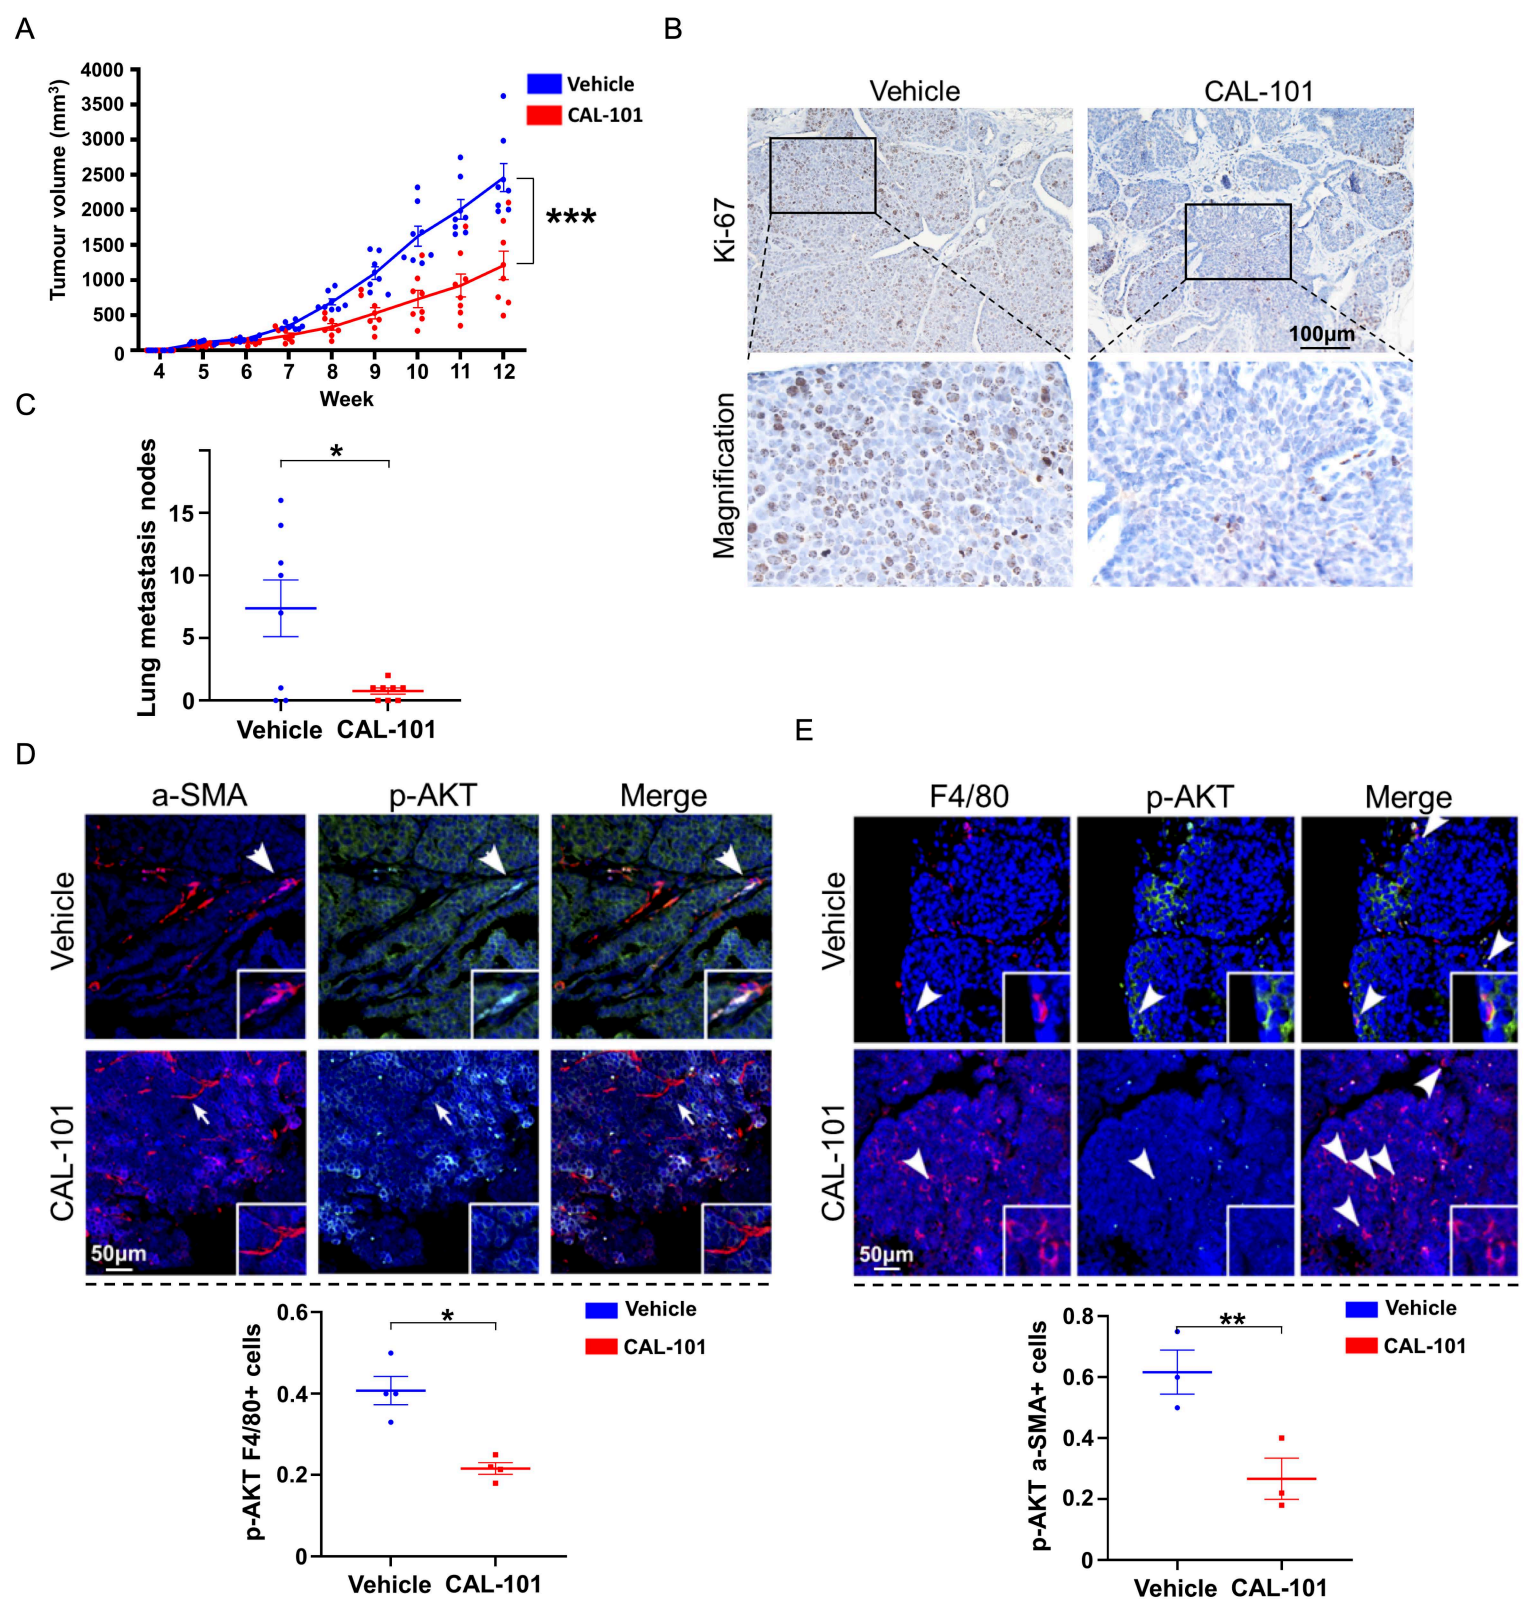 A
4000
3500
3000
2500
2000
1500
1000
500
0
Tumour volume (mm³)
Vehicle
CAL-101
***
4 5 6 7 8 9 10 11 12
Week
B
Vehicle CAL-101
Ki-67
100μm
Magnification
C
Lung metastasis nodes
15
10
5
0
*
Vehicle CAL-101
D
a-SMA p-AKT Merge
Vehicle
CAL-101
50μm
p-AKT F4/80+ cells
0.6
0.4
0.2
0
*
Vehicle
CAL-101
Vehicle CAL-101
E
F4/80 p-AKT Merge
Vehicle
CAL-101
50μm
p-AKT a-SMA+ cells
0.8
0.6
0.4
0.2
0
**
Vehicle
CAL-101
Vehicle CAL-101